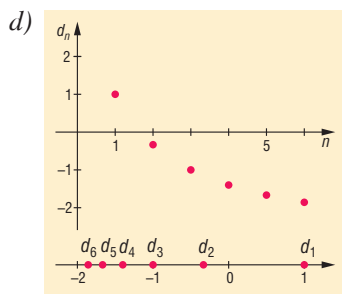 d)
dₙ
2
1
1 5 n
–1
–2
d₆ d₅ d₄ d₃ d₂ d₁
–2 –1 0 1